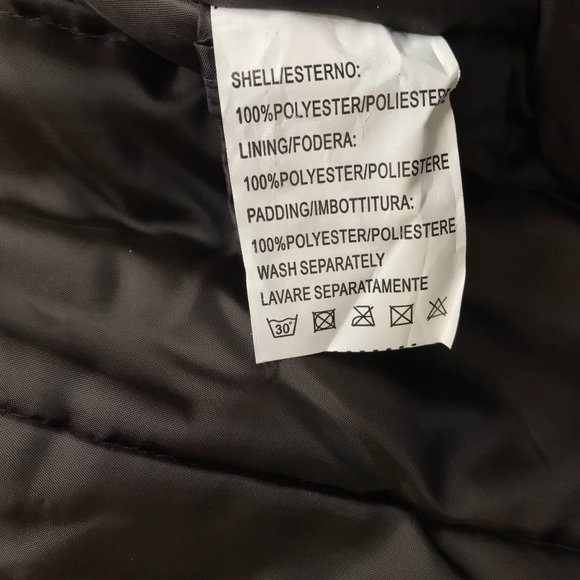 SHELL/ESTERNO:
100%POLYESTER/POLIESTERE
LINING/FODERA:
100%POLYESTER/POLIESTERE
PADDING/IMBOTTITURA:
100%POLYESTER/POLIESTERE
WASH SEPARATELY
LAVARE SEPARATAMENTE
30°